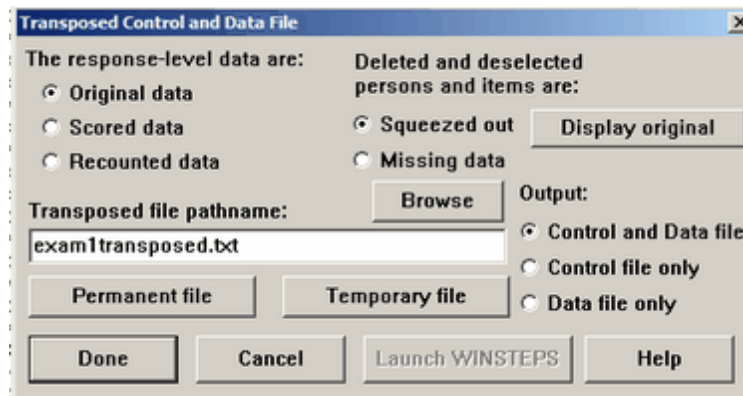 Transposed Control and Data File
The response-level data are:
Original data
Scored data
Recounted data
Deleted and deselected
persons and items are:
Squeezed out
Missing data
Display original
Transposed file pathname:
Browse
exam1transposed.txt
Output:
Control and Data file
Control file only
Data file only
Permanent file
Temporary file
Done
Cancel
Launch WINSTEPS
Help